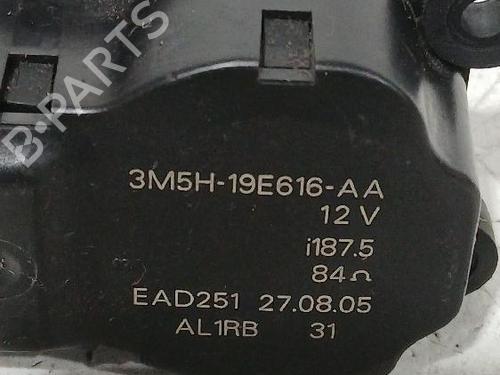 B-PARTS
3M5H-19E616-AA
12 V
i187.5
84Ω
EAD251 27.08.05
AL1RB 31